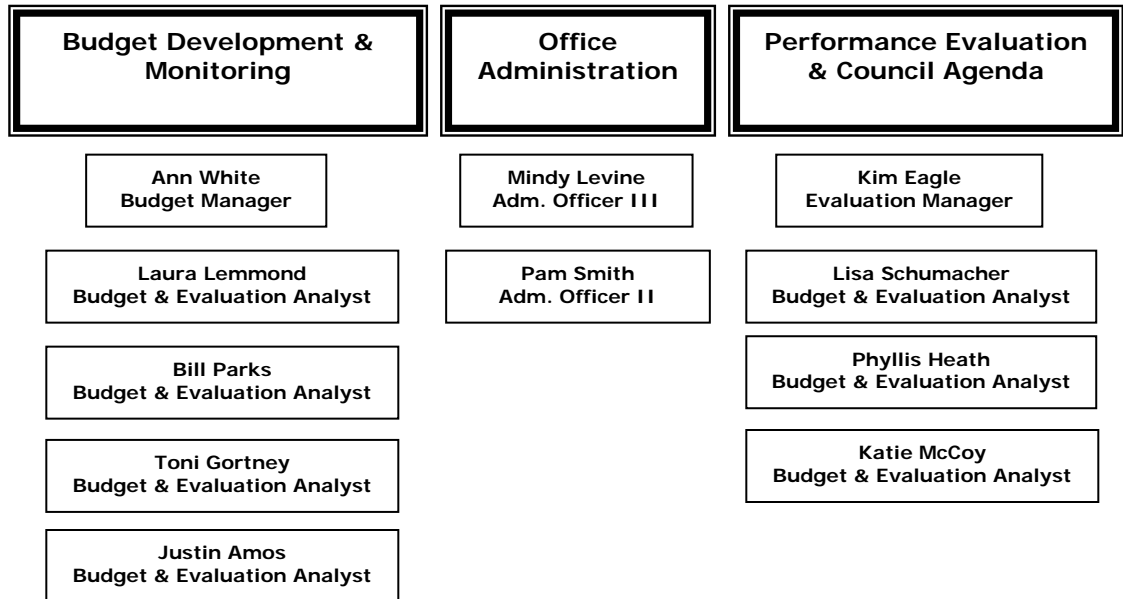 Budget Development &
Monitoring
Ann White
Budget Manager
Laura Lemmond
Budget & Evaluation Analyst
Bill Parks
Budget & Evaluation Analyst
Toni Gortney
Budget & Evaluation Analyst
Justin Amos
Budget & Evaluation Analyst
Office
Administration
Mindy Levine
Adm. Officer III
Pam Smith
Adm. Officer II
Performance Evaluation
& Council Agenda
Kim Eagle
Evaluation Manager
Lisa Schumacher
Budget & Evaluation Analyst
Phyllis Heath
Budget & Evaluation Analyst
Katie McCoy
Budget & Evaluation Analyst